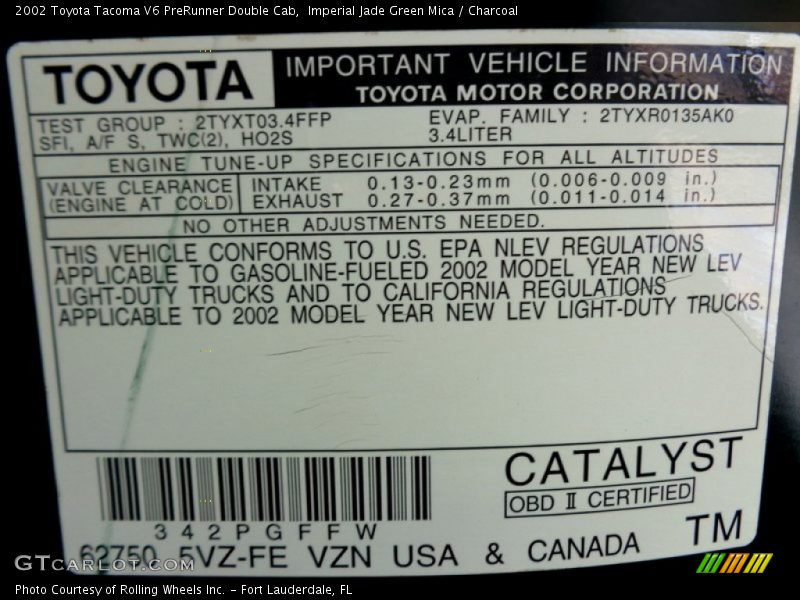 2002 Toyota Tacoma V6 PreRunner Double Cab,  Imperial Jade Green Mica / Charcoal
TOYOTA
IMPORTANT VEHICLE INFORMATION
TOYOTA MOTOR CORPORATION
TEST GROUP : 2TYXT03.4FFP
EVAP. FAMILY : 2TYXR0135AK0
SFI, A/F S, TWC(2), HO2S
3.4LITER
ENGINE TUNE-UP SPECIFICATIONS FOR ALL ALTITUDES
VALVE CLEARANCE
(ENGINE AT COLD)
INTAKE 0.13-0.23mm (0.006-0.009 in.)
EXHAUST 0.27-0.37mm (0.011-0.014 in.)
NO OTHER ADJUSTMENTS NEEDED.
THIS VEHICLE CONFORMS TO U.S. EPA NLEV REGULATIONS
APPLICABLE TO GASOLINE-FUELED 2002 MODEL YEAR NEW LEV
LIGHT-DUTY TRUCKS AND TO CALIFORNIA REGULATIONS
APPLICABLE TO 2002 MODEL YEAR NEW LEV LIGHT-DUTY TRUCKS.
CATALYST
OBD II CERTIFIED
342PGFFW
62750 5VZ-FE VZN USA & CANADA
TM
GTcarlot.com
Photo Courtesy of Rolling Wheels Inc. - Fort Lauderdale, FL